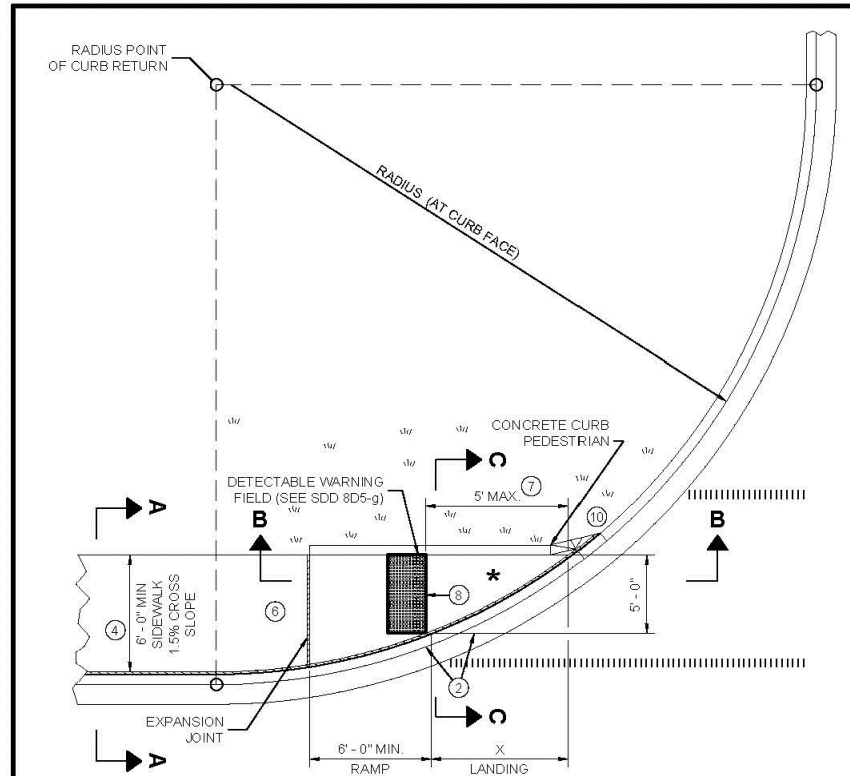 RADIUS POINT
OF CURB RETURN
RADIUS (AT CURB FACE)
CONCRETE CURB
PEDESTRIAN
C
7
DETECTABLE WARNING
FIELD (SEE SDD 8D5-g)
5' MAX.
A
B
10
B
*
4
6' - 0" MIN
SIDEWALK
1.5% CROSS
SLOPE
6
8
5' - 0"
2
EXPANSION
JOINT
C
A
6' - 0" MIN.
X
RAMP
LANDING